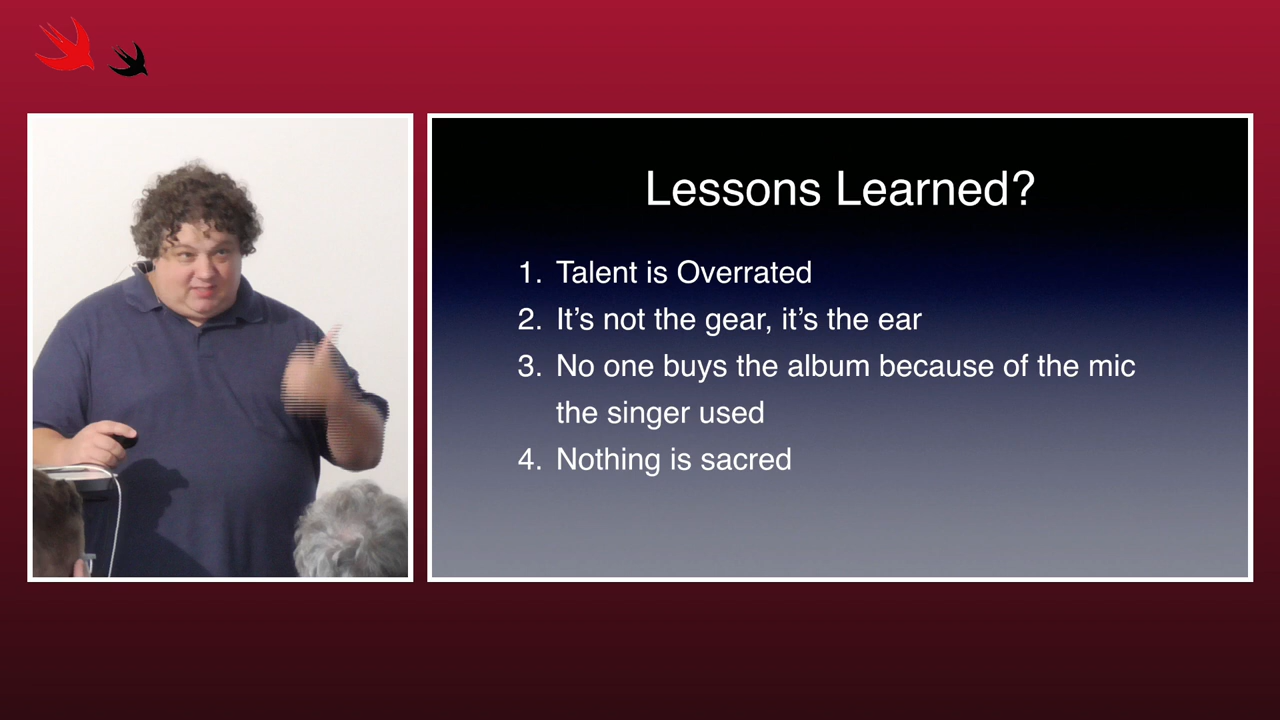 Lessons Learned?
1. Talent is Overrated
2. It’s not the gear, it’s the ear
3. No one buys the album because of the mic
the singer used
4. Nothing is sacred